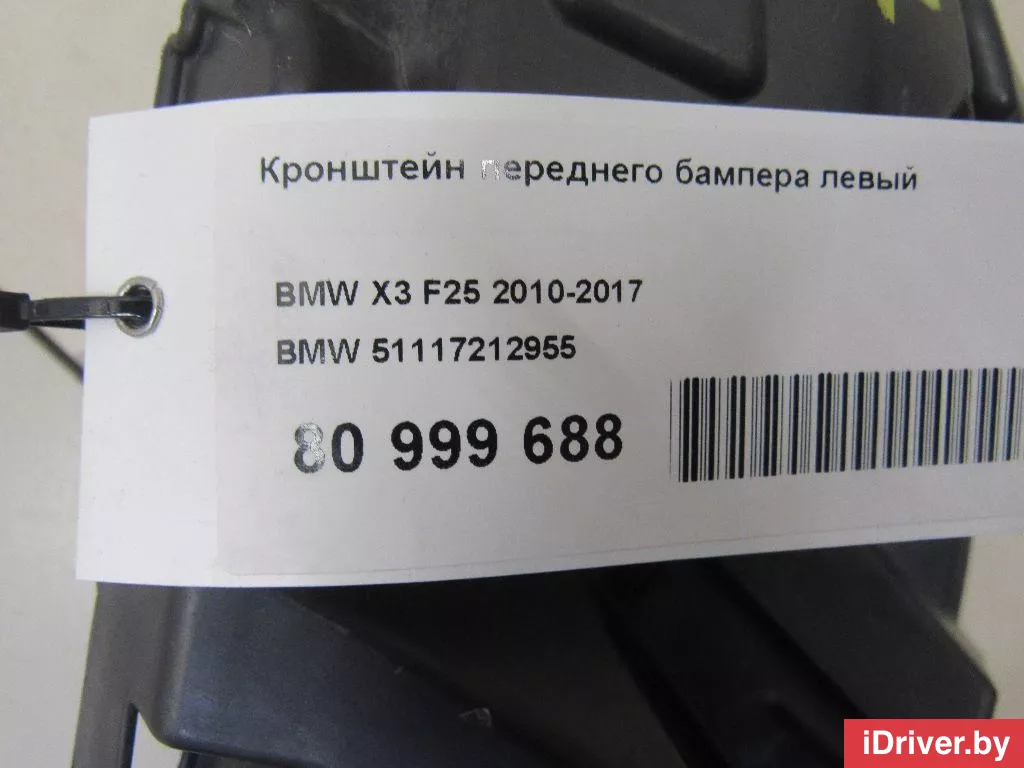 Кронштейн переднего бампера левый
BMW X3 F25 2010-2017
BMW 51117212955
80 999 688
iDriver.by